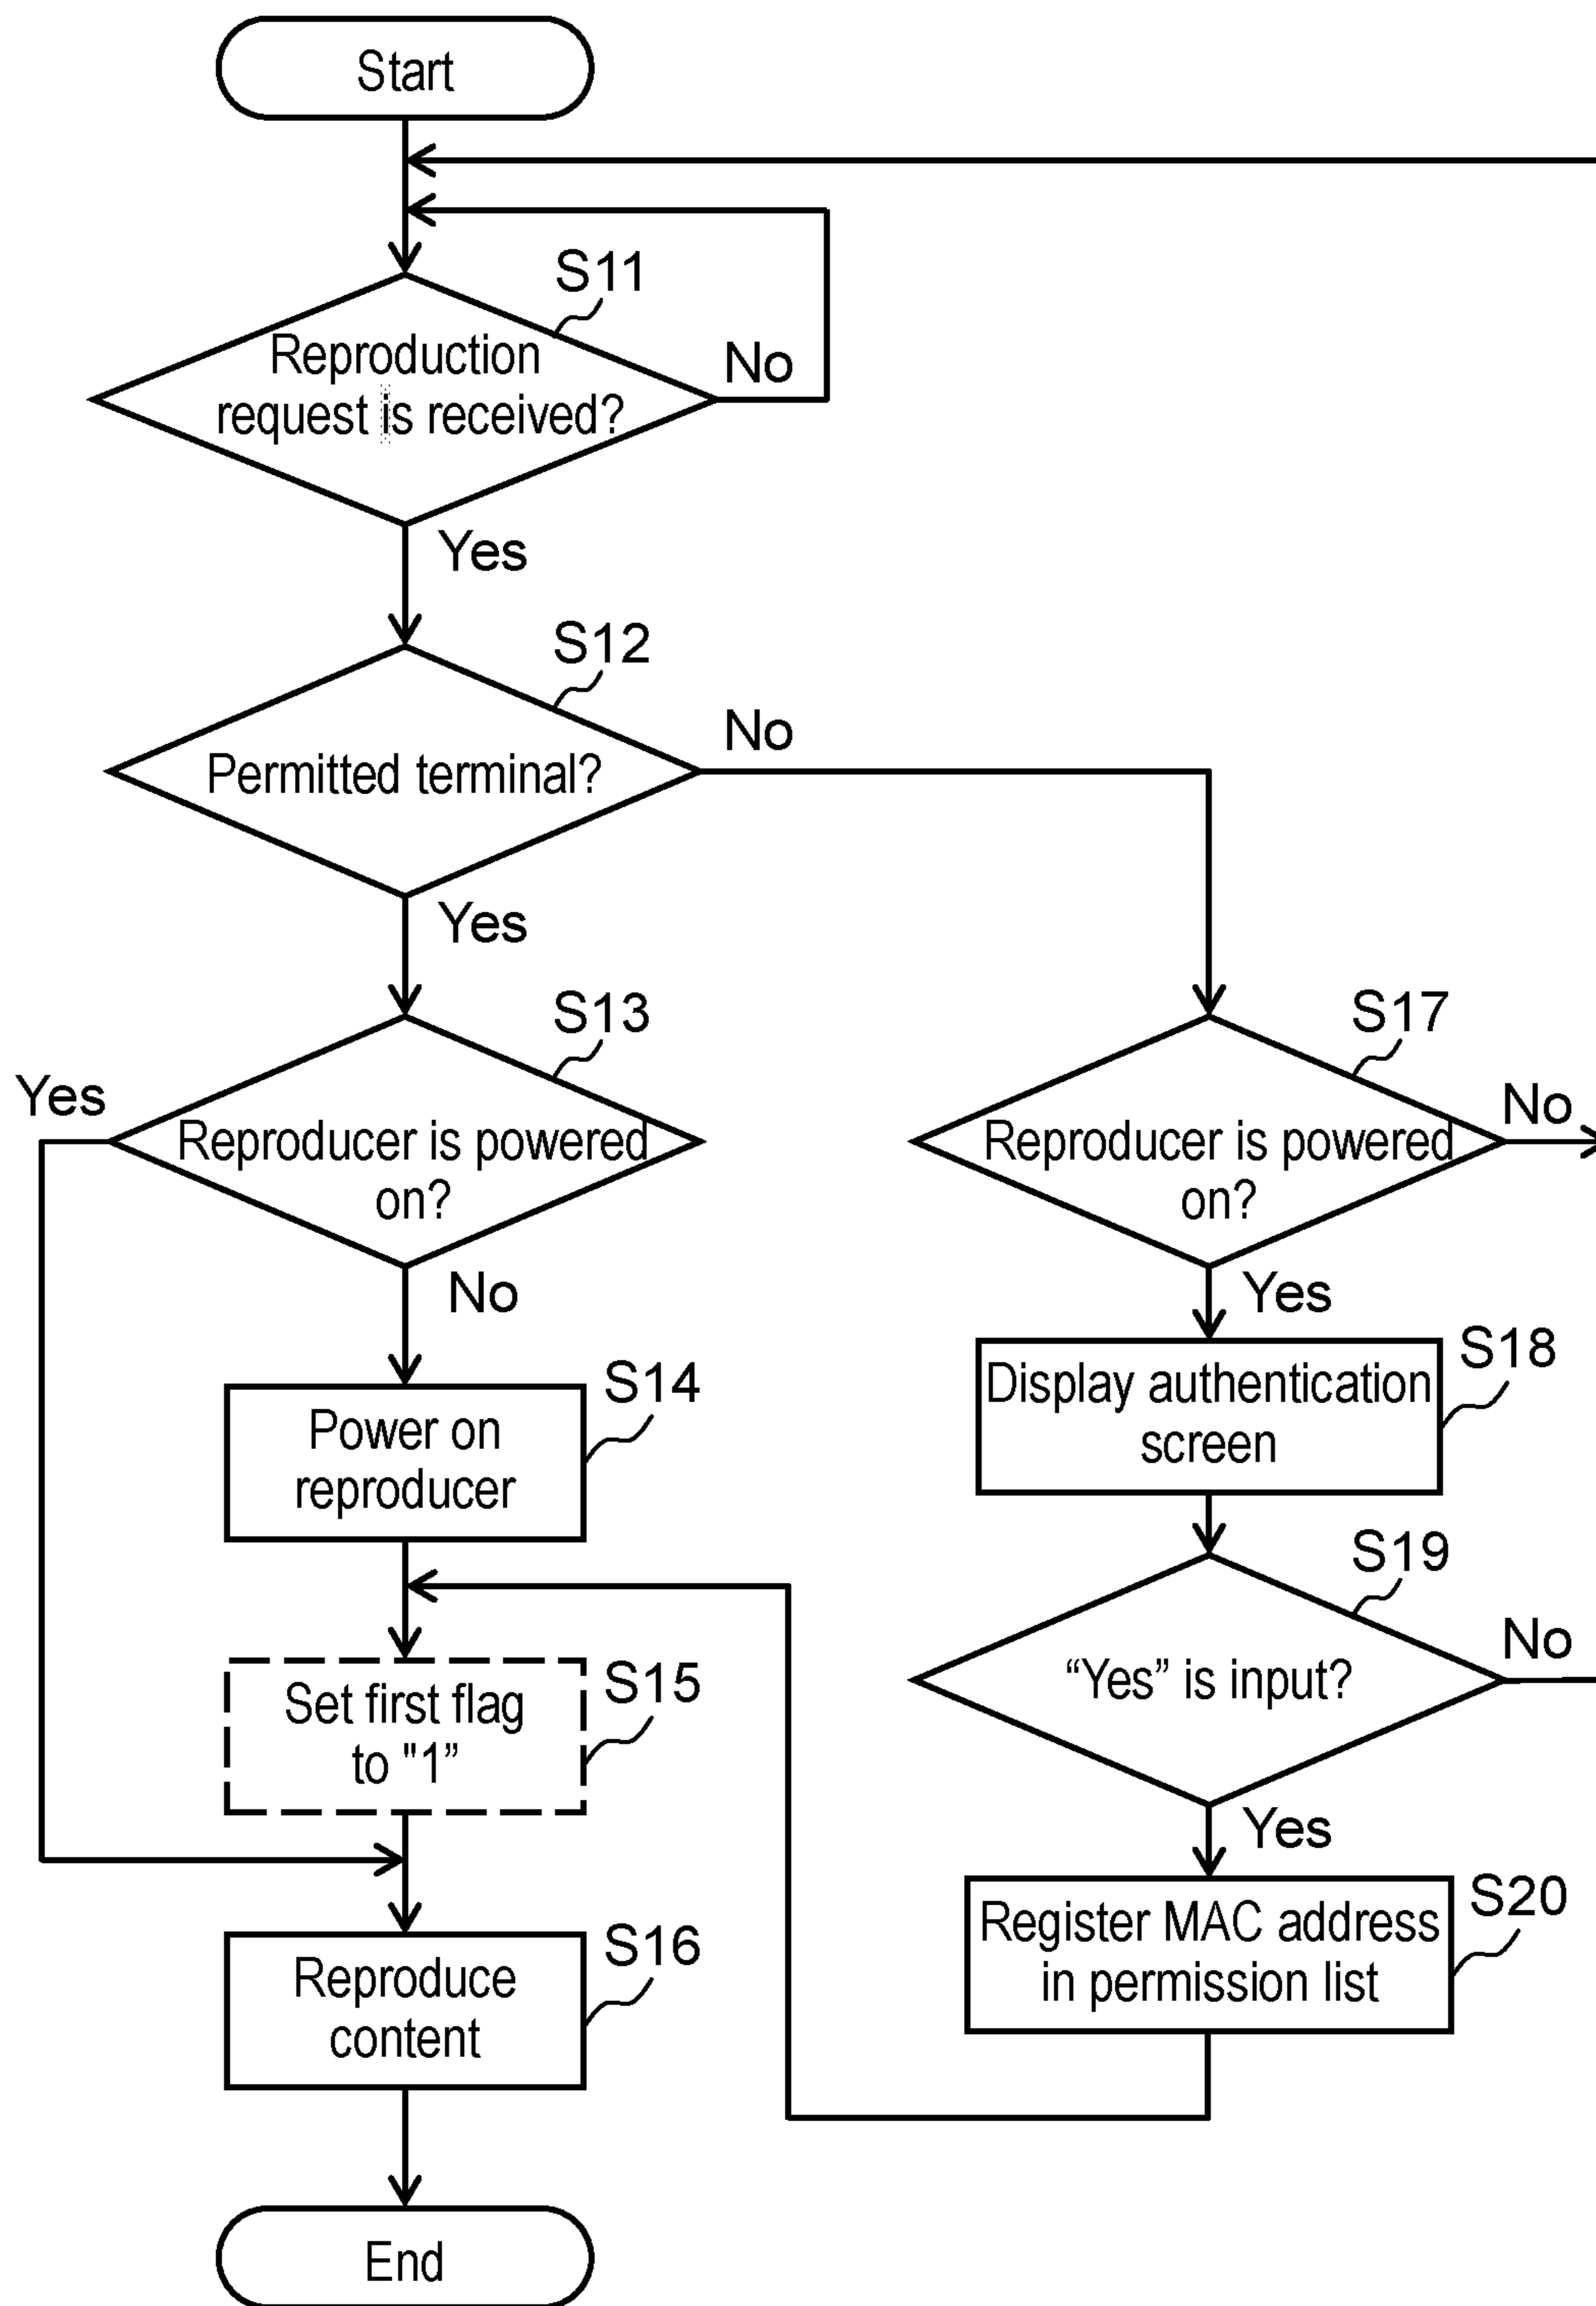 Start
S11
Reproduction
request is received?
No
Yes
S12
Permitted terminal?
No
Yes
S13
Yes
Reproducer is powered
on?
No
S14
Power on
reproducer
S15
Set first flag
to "1”
S16
Reproduce
content
End
S17
Reproducer is powered
on?
No
Yes
S18
Display authentication
screen
S19
“Yes” is input?
No
Yes
S20
Register MAC address
in permission list